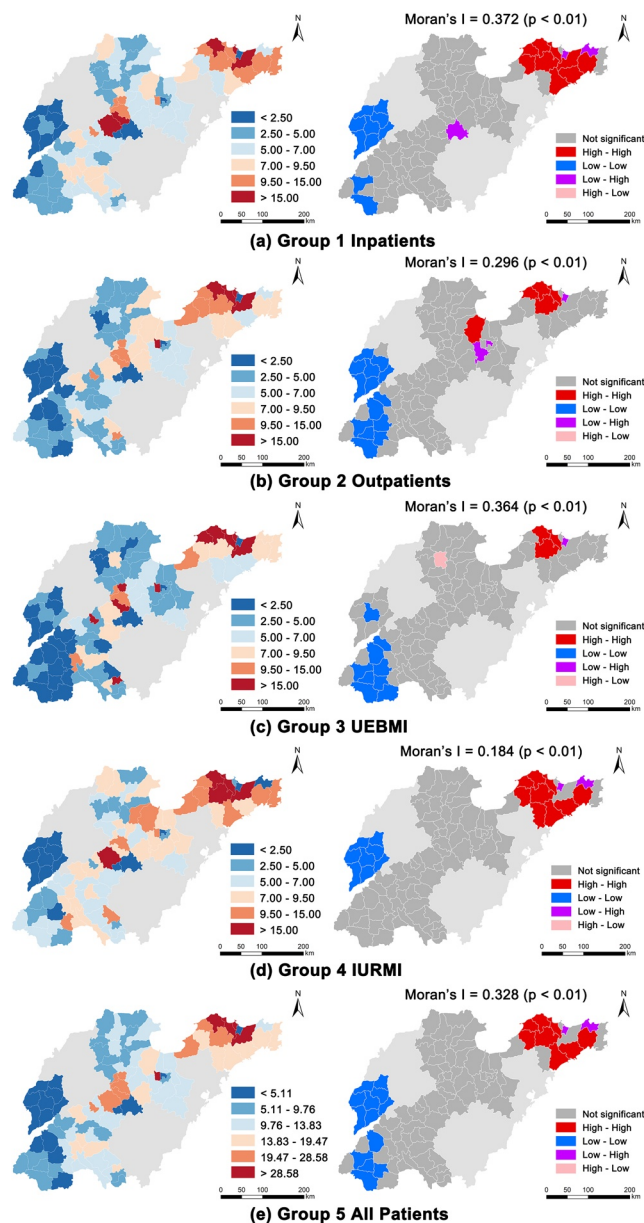 Moran's I = 0.372 (p < 0.01)
N
N
< 2.50
2.50 - 5.00
5.00 - 7.00
7.00 - 9.50
9.50 - 15.00
> 15.00
0 50 100 200
km
Not significant
High - High
Low - Low
Low - High
High - Low
0 50 100 200
km
(a) Group 1 Inpatients
Moran's I = 0.296 (p < 0.01)
N
N
< 2.50
2.50 - 5.00
5.00 - 7.00
7.00 - 9.50
9.50 - 15.00
> 15.00
0 50 100 200
km
Not significant
High - High
Low - Low
Low - High
High - Low
0 50 100 200
km
(b) Group 2 Outpatients
Moran's I = 0.364 (p < 0.01)
N
N
< 2.50
2.50 - 5.00
5.00 - 7.00
7.00 - 9.50
9.50 - 15.00
> 15.00
0 50 100 200
km
Not significant
High - High
Low - Low
Low - High
High - Low
0 50 100 200
km
(c) Group 3 UEBMI
Moran's I = 0.184 (p < 0.01)
N
N
< 2.50
2.50 - 5.00
5.00 - 7.00
7.00 - 9.50
9.50 - 15.00
> 15.00
0 50 100 200
km
Not significant
High - High
Low - Low
Low - High
High - Low
0 50 100 200
km
(d) Group 4 IURMI
Moran's I = 0.328 (p < 0.01)
N
N
< 5.11
5.11 - 9.76
9.76 - 13.83
13.83 - 19.47
19.47 - 28.58
> 28.58
0 50 100 200
km
Not significant
High - High
Low - Low
Low - High
High - Low
0 50 100 200
km
(e) Group 5 All Patients